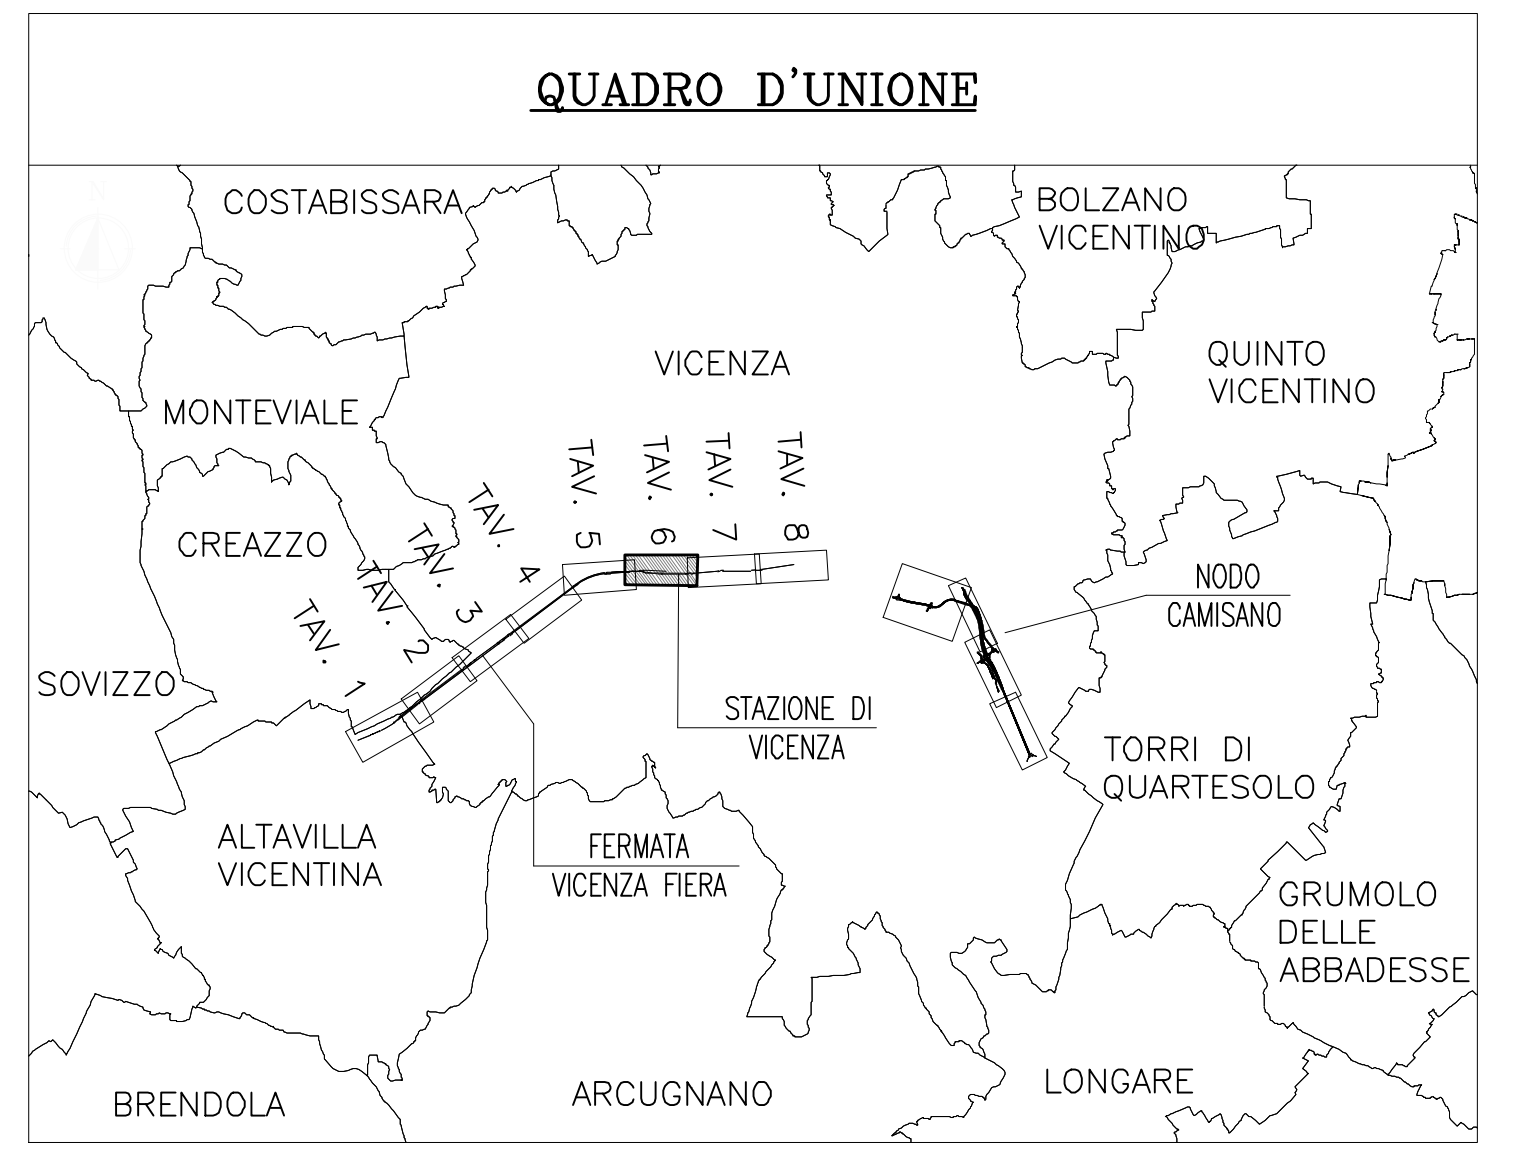 QUADRO D'UNIONE
N
COSTABISSARA
BOLZANO
VICENTINO
VICENZA
QUINTO
VICENTINO
MONTEVIALE
CREAZZO
SOVIZZO
TAV. 1
TAV. 2
TAV. 3
TAV. 4
TAV. 5
TAV. 6
TAV. 7
TAV. 8
NODO
CAMISANO
STAZIONE DI
VICENZA
TORRI DI
QUARTESOLO
ALTAVILLA
VICENTINA
FERMATA
VICENZA FIERA
GRUMOLO
DELLE
ABBADESSE
BRENDOLA
ARCUGNANO
LONGARE